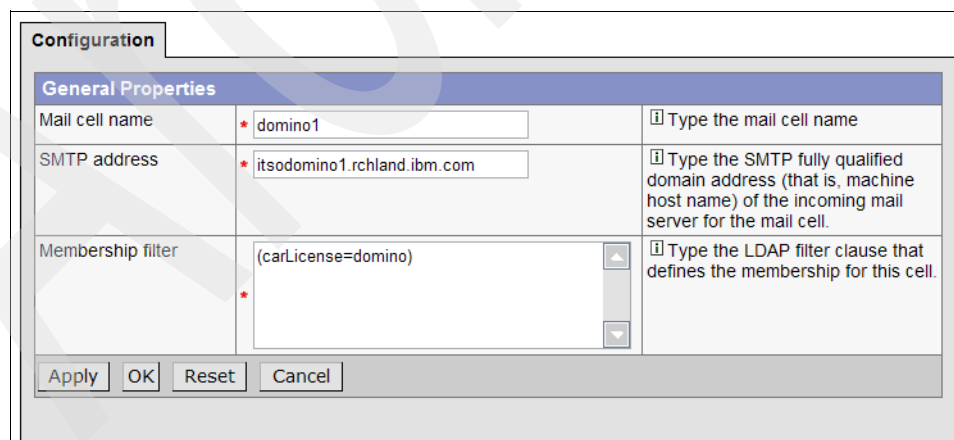 Configuration
General Properties
Mail cell name
* domino1
i Type the mail cell name
SMTP address
* itsodomino1.rchland.ibm.com
i Type the SMTP fully qualified
domain address (that is, machine
host name) of the incoming mail
server for the mail cell.
Membership filter
* (carLicense=domino)
i Type the LDAP filter clause that
defines the membership for this cell.
Apply OK Reset Cancel